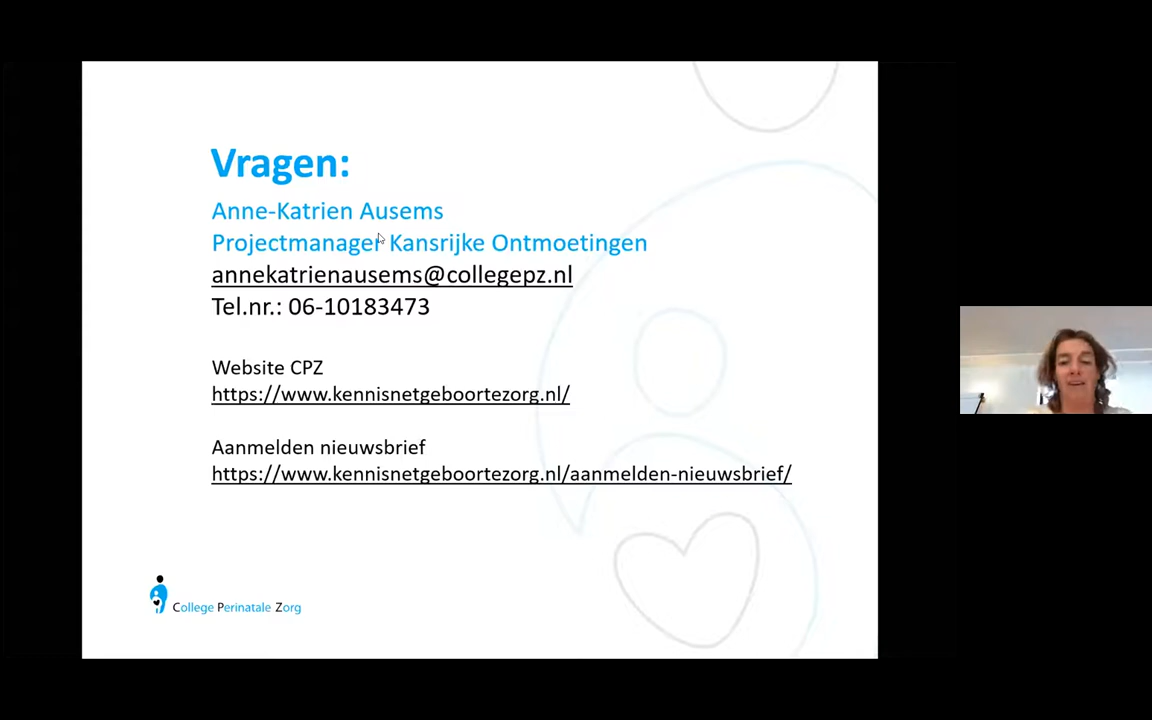 Vragen:
Anne-Katrien Ausems
Projectmanager Kansrijke Ontmoetingen
annekatrienausems@collegepz.nl
Tel.nr.: 06-10183473
Website CPZ
https://www.kennisnetgeboortezorg.nl/
Aanmelden nieuwsbrief
https://www.kennisnetgeboortezorg.nl/aanmelden-nieuwsbrief/
College Perinatale Zorg